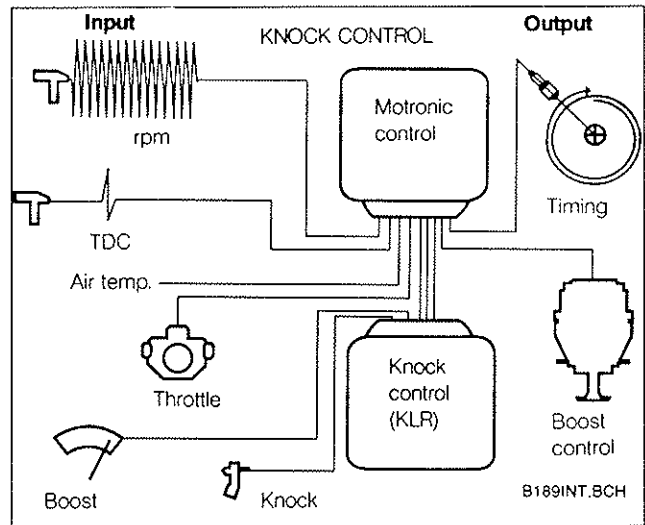 Input
KNOCK CONTROL
Output
Motronic
control
rpm
Timing
TDC
Air temp.
Throttle
Knock
control
(KLR)
Boost
control
Boost
Knock
B189INT.BCH